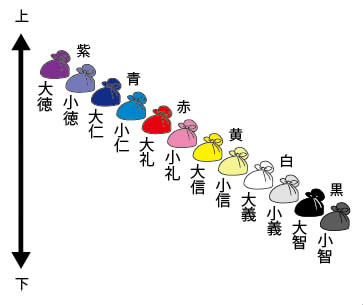 上
紫
大徳
小徳
青
大仁
小仁
赤
大礼
小礼
黄
大信
小信
白
大義
小義
黒
大智
小智
下